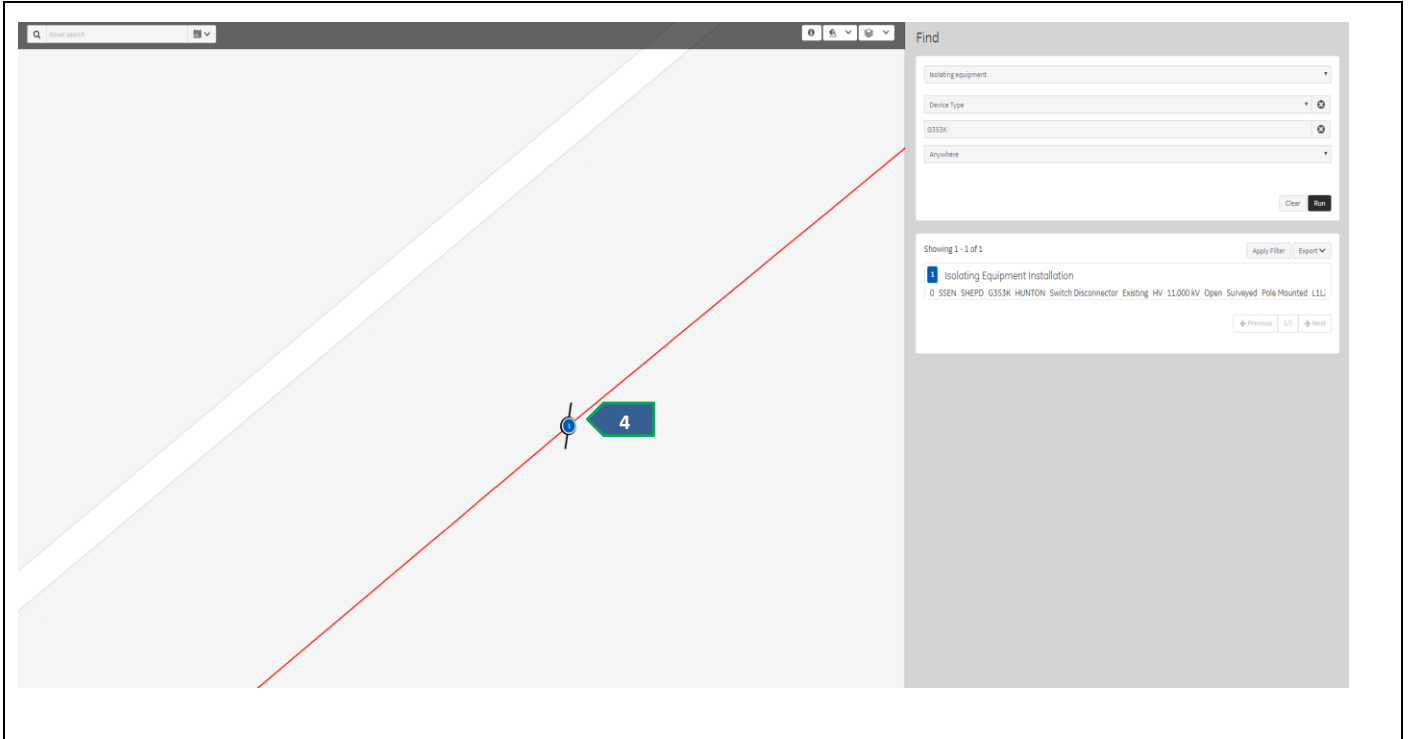 Asset search
Find
Isolating equipment
Device Type
G353K
Anywhere
Clear Run
Showing 1 - 1 of 1
Apply Filter Export
1 Isolating Equipment Installation
0 SSEN SHEPD G353K HUNTON Switch Disconnector Existing HV 11.000 kV Open Surveyed Pole Mounted L1L
Previous 1/1 Next
1
4